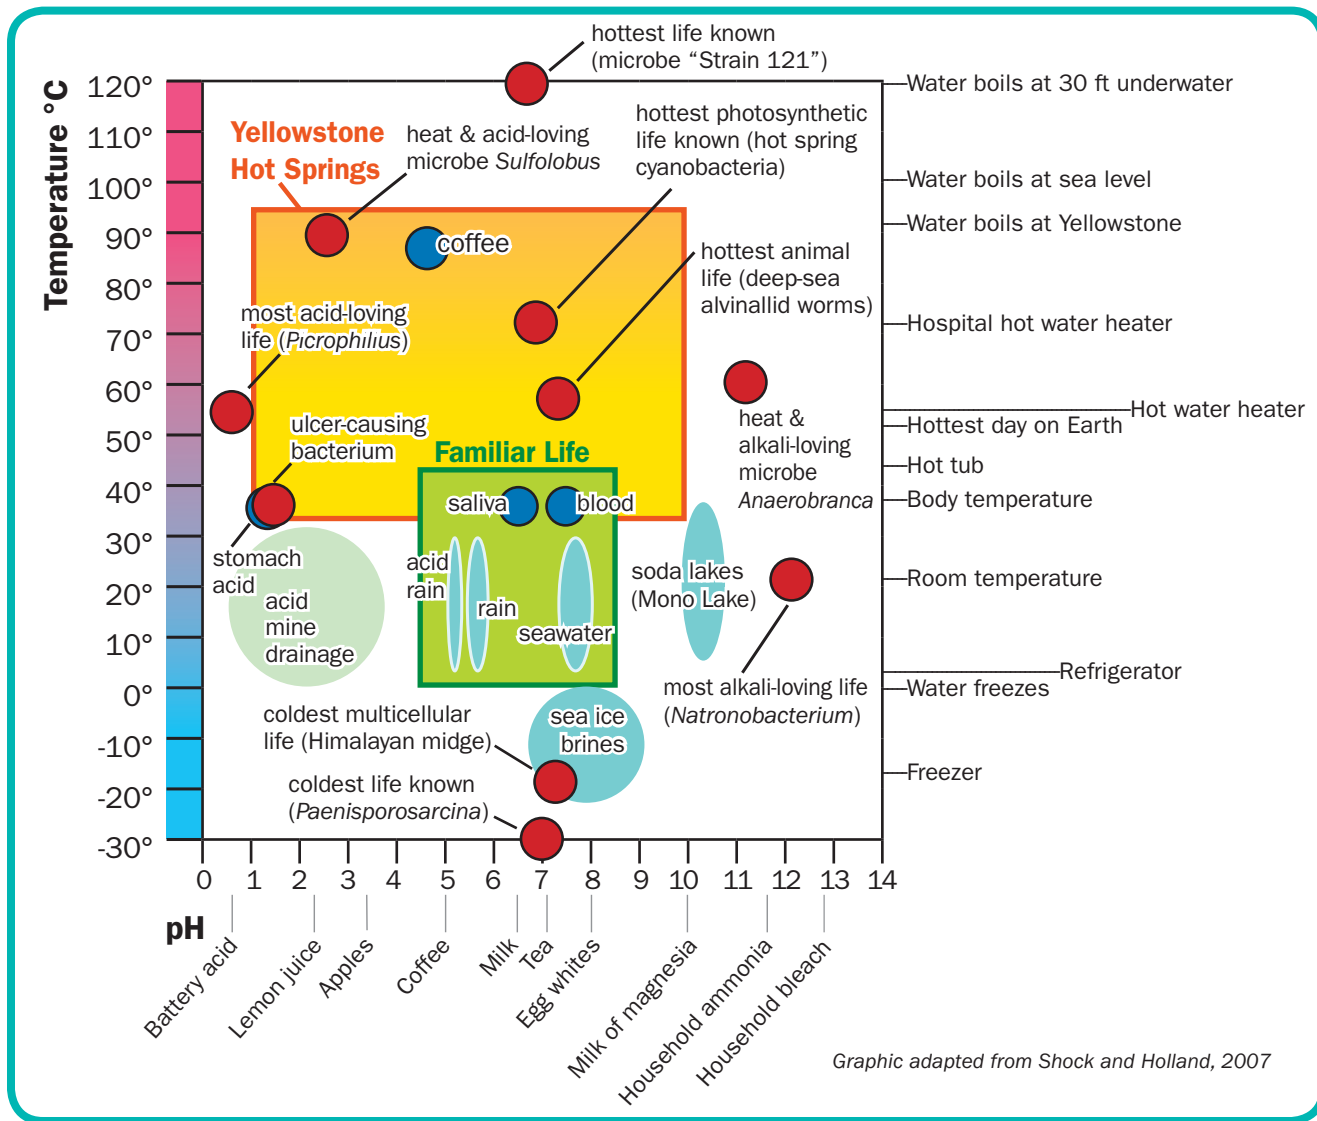 hottest life known
(microbe “Strain 121”)
Temperature °C
120°
110°
100°
90°
80°
70°
60°
50°
40°
30°
20°
10°
0°
-10°
-20°
-30°
Yellowstone
Hot Springs
heat & acid-loving
microbe Sulfolobus
hottest photosynthetic
life known (hot spring
cyanobacteria)
coffee
hottest animal
life (deep-sea
alvinallid worms)
most acid-loving
life (Picrophilius)
ulcer-causing
bacterium
Familiar Life
heat &
alkali-loving
microbe
Anaerobranca
saliva
blood
stomach
acid
acid
mine
drainage
acid
rain
rain
seawater
soda lakes
(Mono Lake)
most alkali-loving life
(Natronobacterium)
coldest multicellular
life (Himalayan midge)
sea ice
brines
coldest life known
(Paenisporosarcina)
Water boils at 30 ft underwater
Water boils at sea level
Water boils at Yellowstone
Hospital hot water heater
Hot water heater
Hottest day on Earth
Hot tub
Body temperature
Room temperature
Refrigerator
Water freezes
Freezer
0 1 2 3 4 5 6 7 8 9 10 11 12 13 14
pH
Battery acid
Lemon juice
Apples
Coffee
Milk
Tea
Egg whites
Milk of magnesia
Household ammonia
Household bleach
Graphic adapted from Shock and Holland, 2007